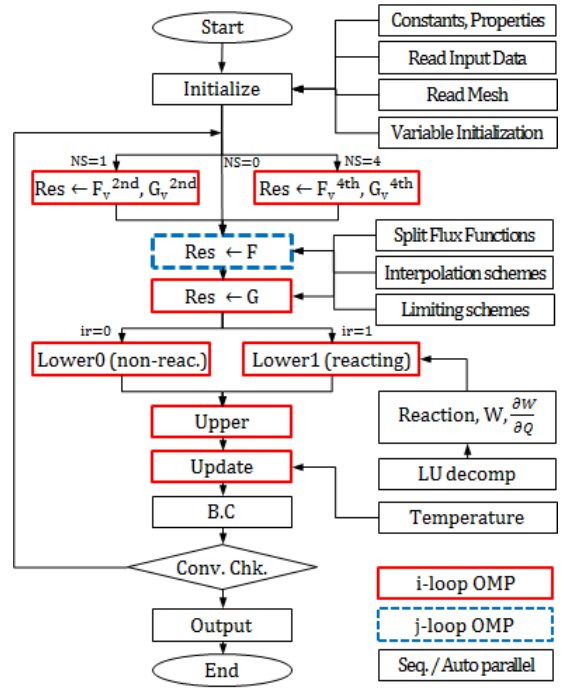 Start
Constants, Properties
Read Input Data
Initialize
Read Mesh
Variable Initialization
NS=1
NS=0
NS=4
Res ← Fᵥ²ⁿᵈ, Gᵥ²ⁿᵈ
Res ← Fᵥ⁴ᵗʰ, Gᵥ⁴ᵗʰ
Split Flux Functions
Res ← F
Interpolation schemes
Res ← G
Limiting schemes
ir=0
ir=1
Lower0 (non-reac.)
Lower1 (reacting)
Reaction, W, ∂W/∂Q
Upper
LU decomp
Update
Temperature
B.C
Conv. Chk.
i-loop OMP
Output
j-loop OMP
End
Seq. / Auto parallel